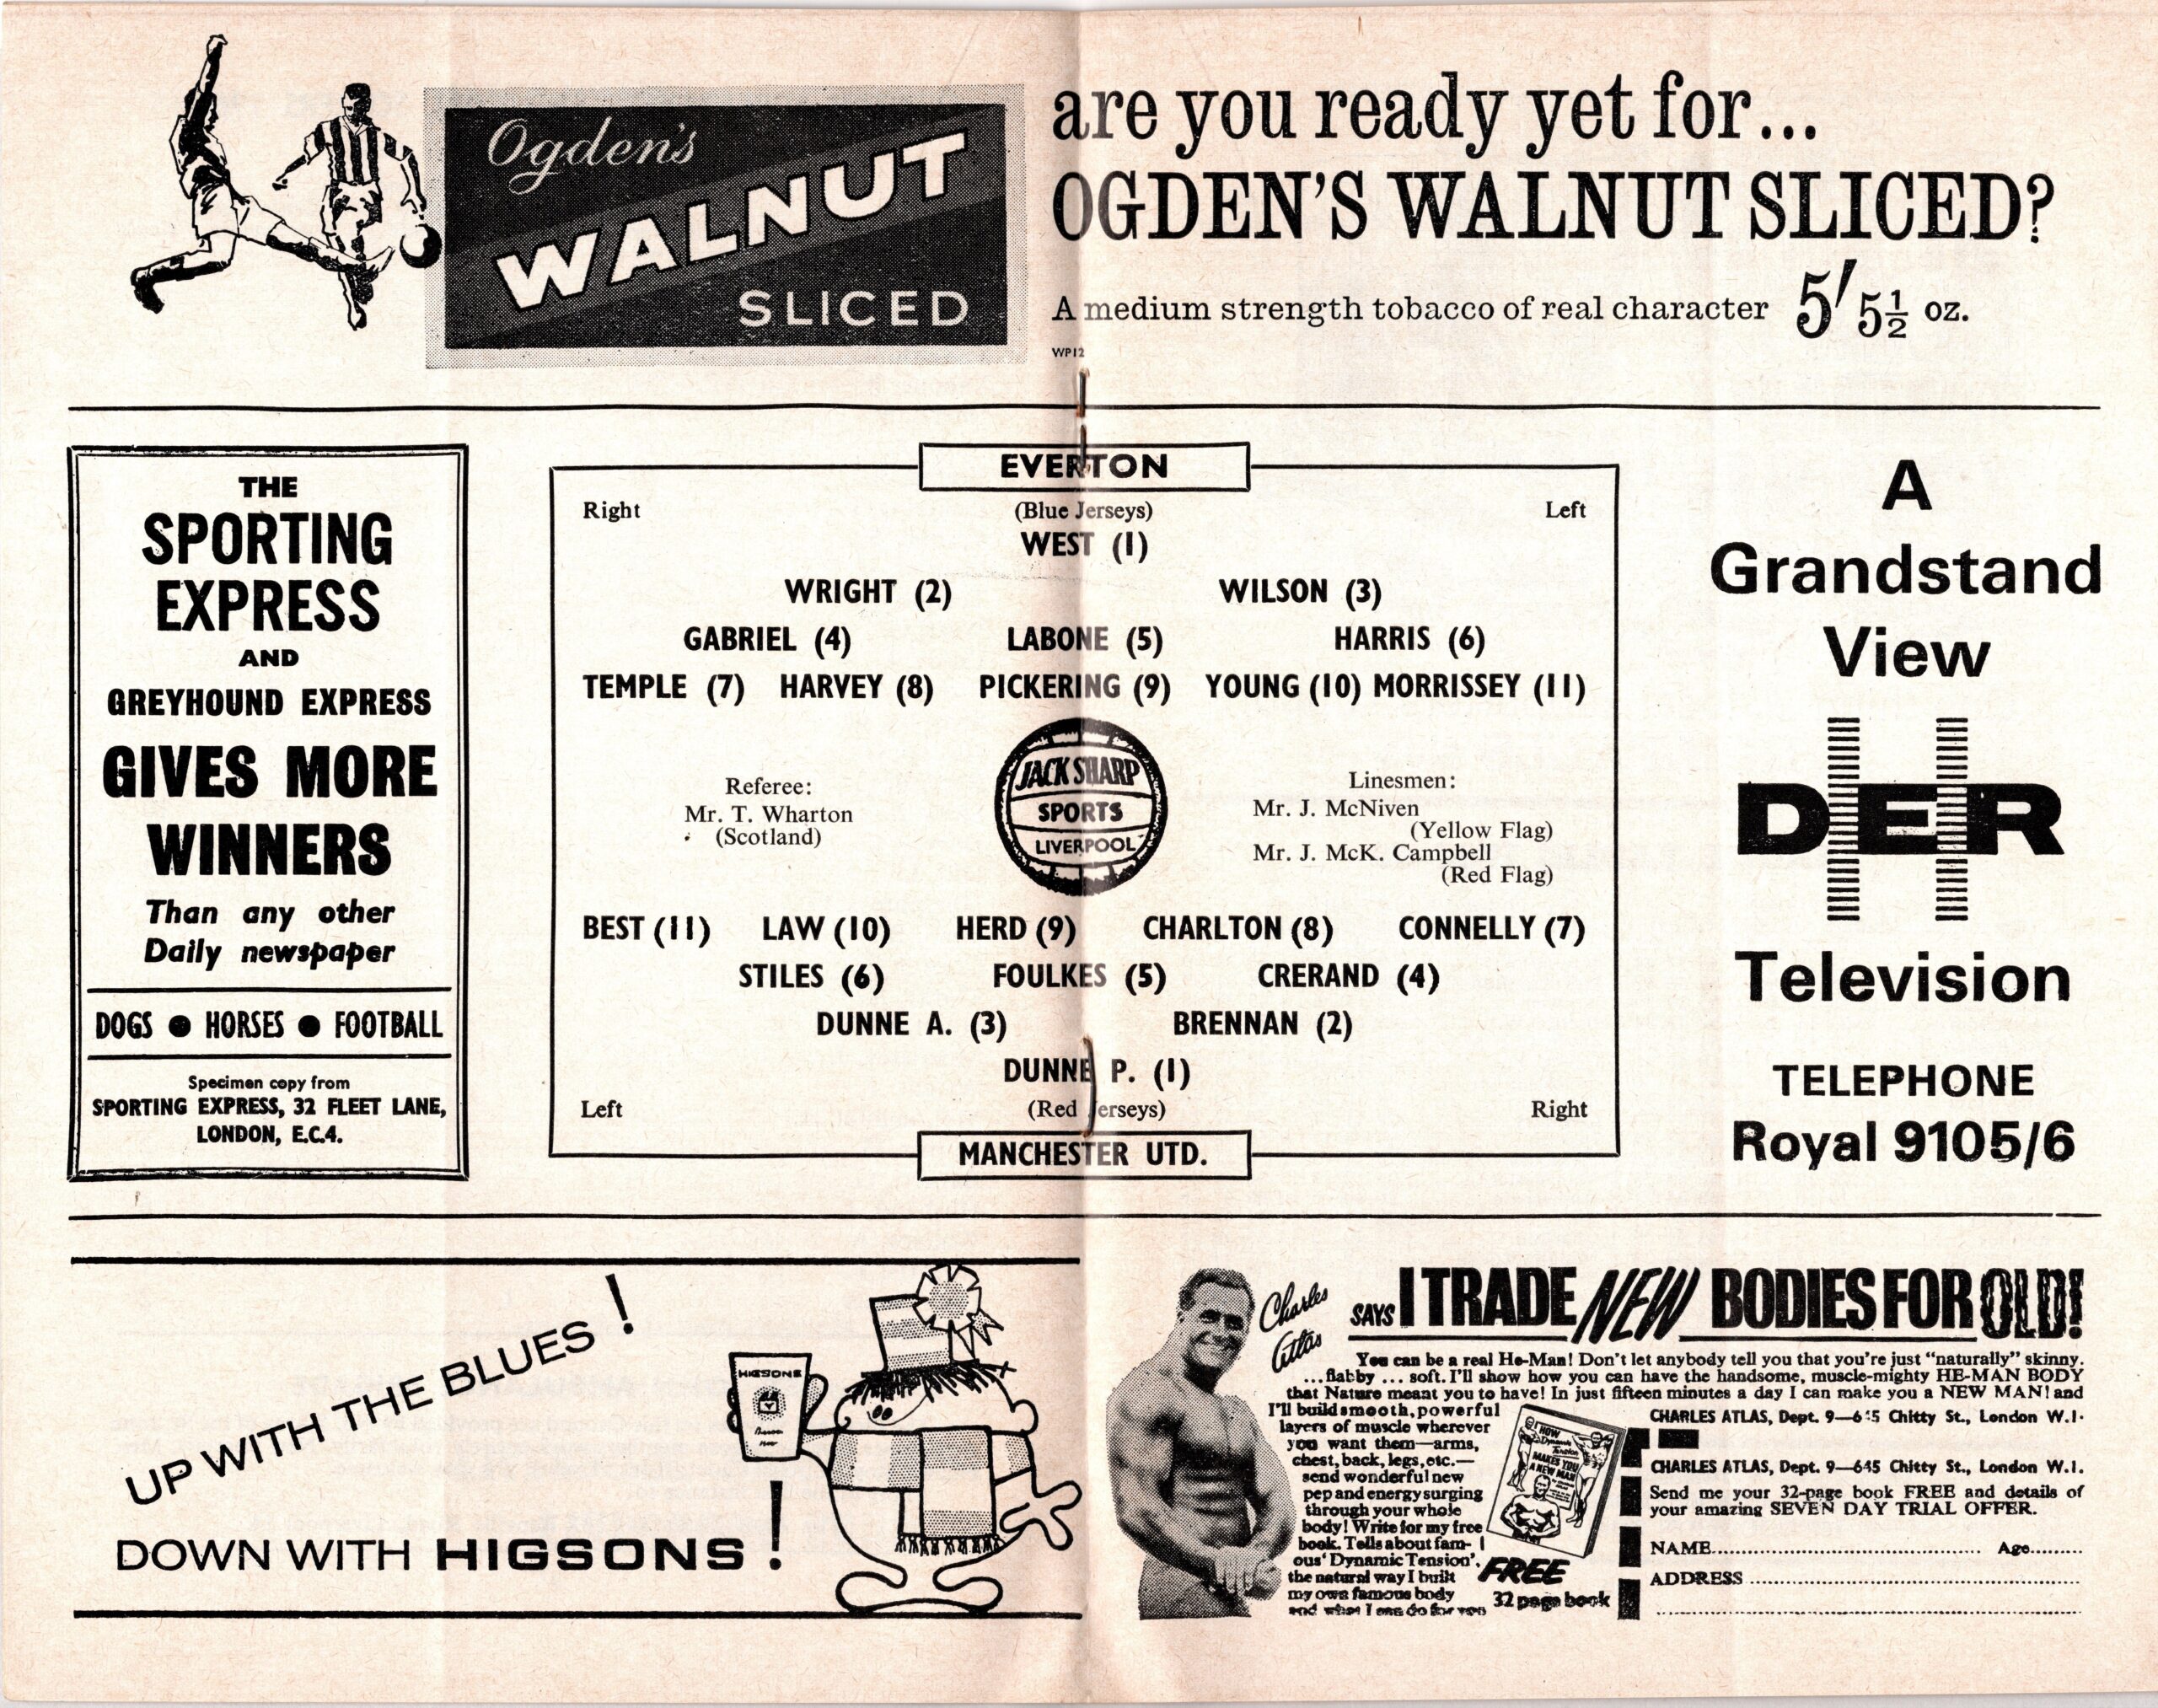 Ogden's
WALNUT
SLICED
are you ready yet for...
OGDEN'S WALNUT SLICED?
A medium strength tobacco of real character 5/5½ oz.
WP12
THE
SPORTING
EXPRESS
AND
GREYHOUND EXPRESS
GIVES MORE
WINNERS
Than any other
Daily newspaper
DOGS ● HORSES ● FOOTBALL
Specimen copy from
SPORTING EXPRESS, 32 FLEET LANE,
LONDON, E.C.4.
EVERTON
Right (Blue Jerseys) Left
WEST (1)
WRIGHT (2) WILSON (3)
GABRIEL (4) LABONE (5) HARRIS (6)
TEMPLE (7) HARVEY (8) PICKERING (9) YOUNG (10) MORRISSEY (11)
Referee:
Mr. T. Wharton
(Scotland)
JACK SHARP
SPORTS
LIVERPOOL
Linesmen:
Mr. J. McNiven
(Yellow Flag)
Mr. J. McK. Campbell
(Red Flag)
BEST (11) LAW (10) HERD (9) CHARLTON (8) CONNELLY (7)
STILES (6) FOULKES (5) CRERAND (4)
DUNNE A. (3) BRENNAN (2)
DUNNE P. (1)
Left (Red Jerseys) Right
MANCHESTER UTD.
A
Grandstand
View
DER
Television
TELEPHONE
Royal 9105/6
UP WITH THE BLUES!
DOWN WITH HIGSONS!
HIGSONS
Charles
Atlas
SAYS I TRADE NEW BODIES FOR OLD!
You can be a real He-Man! Don't let anybody tell you that you're just "naturally" skinny.
...flabby ... soft. I'll show how you can have the handsome, muscle-mighty HE-MAN BODY
that Nature meant you to have! In just fifteen minutes a day I can make you a NEW MAN! and
I'll build smooth, powerful
layers of muscle wherever
you want them—arms,
chest, back, legs, etc.—
send wonderful new
pep and energy surging
through your whole
body! Write for my free
book. Tells about fam-
ous 'Dynamic Tension',
the natural way I built
my own famous body
and what I can do for you
HOW
Dynamic
Tension
MAKES YOU
A NEW MAN
FREE
32 page book
CHARLES ATLAS, Dept. 9—645 Chitty St., London W.1.
CHARLES ATLAS, Dept. 9—645 Chitty St., London W.1.
Send me your 32-page book FREE and details of
your amazing SEVEN DAY TRIAL OFFER.
NAME.................... Age.........
ADDRESS....................